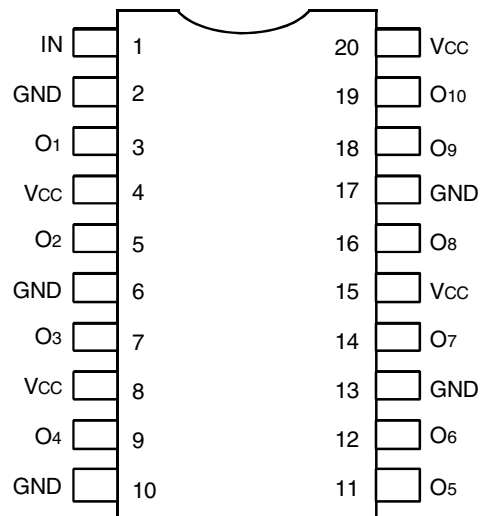 IN 1 20 VCC
GND 2 19 O10
O1 3 18 O9
VCC 4 17 GND
O2 5 16 O8
GND 6 15 VCC
O3 7 14 O7
VCC 8 13 GND
O4 9 12 O6
GND 10 11 O5